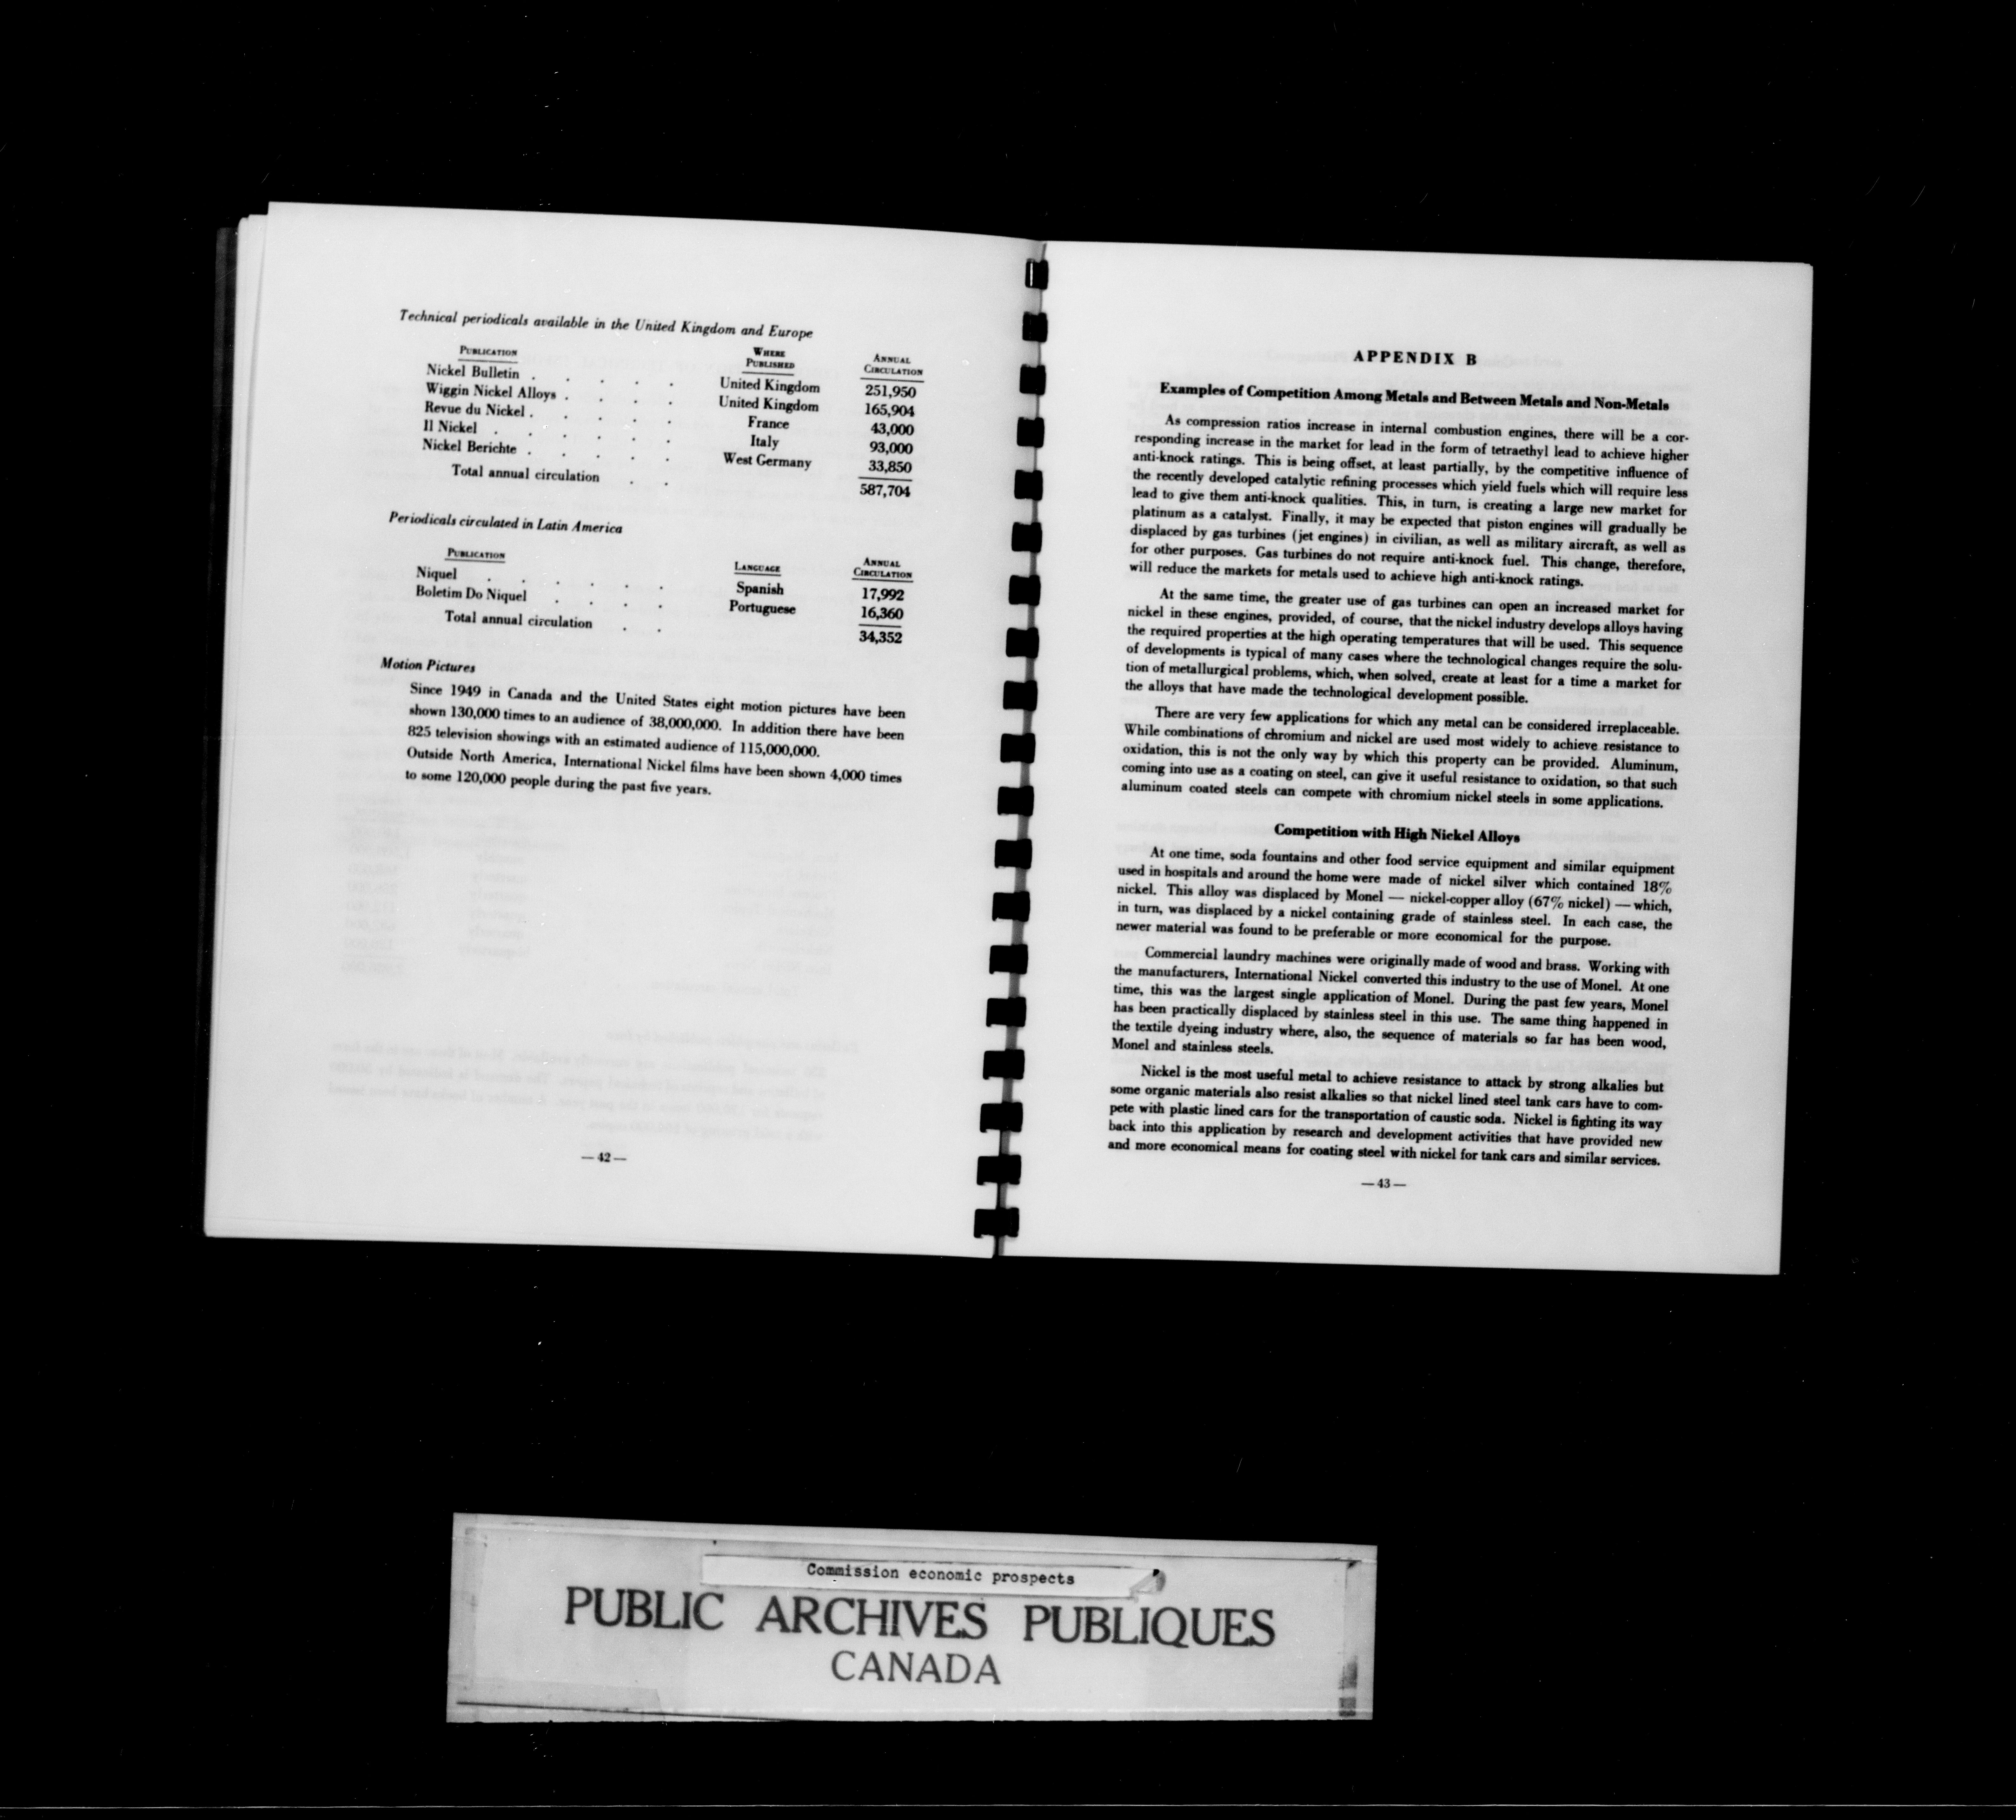 Technical periodicals available in the United Kingdom and Europe
PUBLICATION WHERE PUBLISHED ANNUAL CIRCULATION
Nickel Bulletin . . . . . United Kingdom 251,950
Wiggin Nickel Alloys . . . . United Kingdom 165,904
Revue du Nickel . . . . . France 43,000
Il Nickel . . . . . . Italy 93,000
Nickel Berichte . . . . . West Germany 33,850
Total annual circulation . . 587,704
Periodicals circulated in Latin America
PUBLICATION LANGUAGE ANNUAL CIRCULATION
Niquel . . . . . . Spanish 17,992
Boletim Do Niquel . . . . Portuguese 16,360
Total annual circulation . . 34,352
Motion Pictures
Since 1949 in Canada and the United States eight motion pictures have been
shown 130,000 times to an audience of 38,000,000. In addition there have been
825 television showings with an estimated audience of 115,000,000.
Outside North America, International Nickel films have been shown 4,000 times
to some 120,000 people during the past five years.
— 42 —
APPENDIX B
Examples of Competition Among Metals and Between Metals and Non-Metals
As compression ratios increase in internal combustion engines, there will be a cor-
responding increase in the market for lead in the form of tetraethyl lead to achieve higher
anti-knock ratings. This is being offset, at least partially, by the competitive influence of
the recently developed catalytic refining processes which yield fuels which will require less
lead to give them anti-knock qualities. This, in turn, is creating a large new market for
platinum as a catalyst. Finally, it may be expected that piston engines will gradually be
displaced by gas turbines (jet engines) in civilian, as well as military aircraft, as well as
for other purposes. Gas turbines do not require anti-knock fuel. This change, therefore,
will reduce the markets for metals used to achieve high anti-knock ratings.
At the same time, the greater use of gas turbines can open an increased market for
nickel in these engines, provided, of course, that the nickel industry develops alloys having
the required properties at the high operating temperatures that will be used. This sequence
of developments is typical of many cases where the technological changes require the solu-
tion of metallurgical problems, which, when solved, create at least for a time a market for
the alloys that have made the technological development possible.
There are very few applications for which any metal can be considered irreplaceable.
While combinations of chromium and nickel are used most widely to achieve resistance to
oxidation, this is not the only way by which this property can be provided. Aluminum,
coming into use as a coating on steel, can give it useful resistance to oxidation, so that such
aluminum coated steels can compete with chromium nickel steels in some applications.
Competition with High Nickel Alloys
At one time, soda fountains and other food service equipment and similar equipment
used in hospitals and around the home were made of nickel silver which contained 18%
nickel. This alloy was displaced by Monel — nickel-copper alloy (67% nickel) — which,
in turn, was displaced by a nickel containing grade of stainless steel. In each case, the
newer material was found to be preferable or more economical for the purpose.
Commercial laundry machines were originally made of wood and brass. Working with
the manufacturers, International Nickel converted this industry to the use of Monel. At one
time, this was the largest single application of Monel. During the past few years, Monel
has been practically displaced by stainless steel in this use. The same thing happened in
the textile dyeing industry where, also, the sequence of materials so far has been wood,
Monel and stainless steels.
Nickel is the most useful metal to achieve resistance to attack by strong alkalies but
some organic materials also resist alkalies so that nickel lined steel tank cars have to com-
pete with plastic lined cars for the transportation of caustic soda. Nickel is fighting its way
back into this application by research and development activities that have provided new
and more economical means for coating steel with nickel for tank cars and similar services.
— 43 —
Commission economic prospects
PUBLIC ARCHIVES PUBLIQUES
CANADA